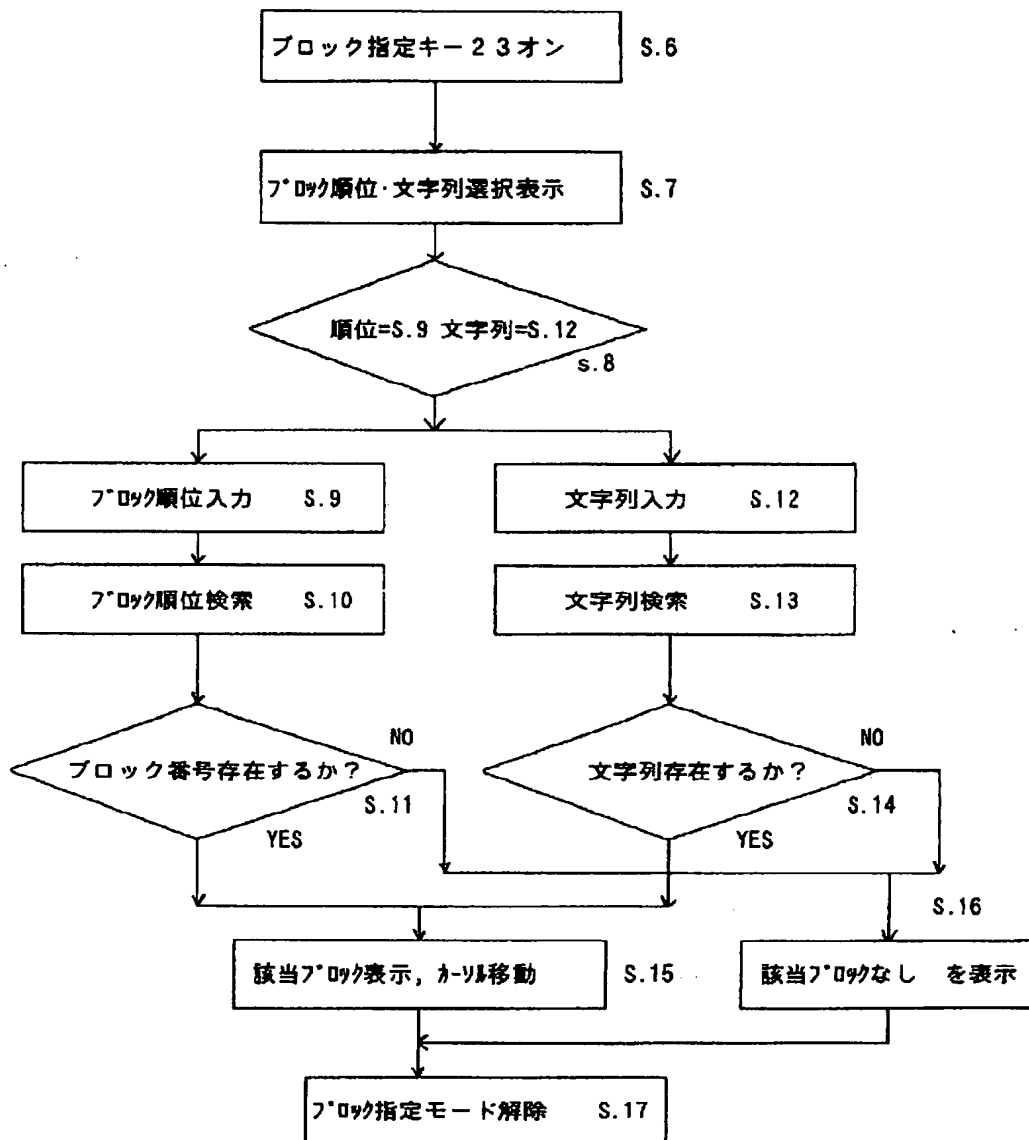 ブロック指定キー23オン S.6
ブロック順位・文字列選択表示 S.7
順位=S.9 文字列=S.12
s.8
ブロック順位入力 S.9
文字列入力 S.12
ブロック順位検索 S.10
文字列検索 S.13
ブロック番号存在するか?
NO
S.11
YES
文字列存在するか?
NO
S.14
YES
S.16
該当ブロック表示, カーソル移動 S.15
該当ブロックなし を表示
ブロック指定モード解除 S.17